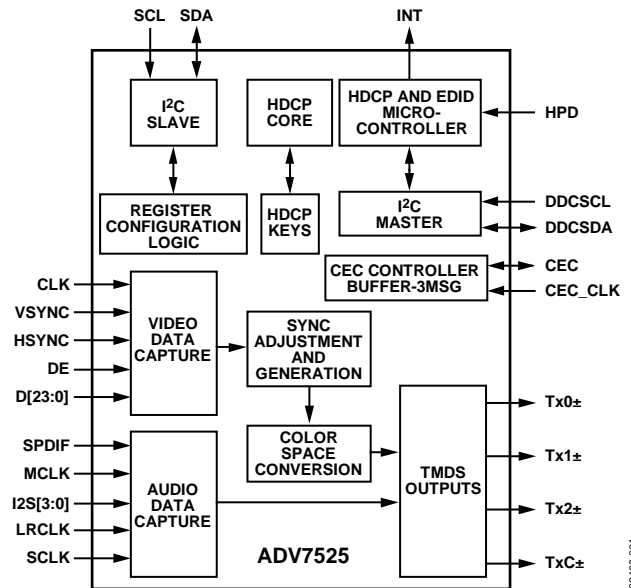 SCL SDA INT
I²C
SLAVE
HDCP
CORE
HDCP AND EDID
MICRO-
CONTROLLER
HPD
REGISTER
CONFIGURATION
LOGIC
HDCP
KEYS
I²C
MASTER
DDCSCL
DDCSDA
CEC CONTROLLER
BUFFER-3MSG
CEC
CEC_CLK
CLK
VSYNC
HSYNC
DE
D[23:0]
VIDEO
DATA
CAPTURE
SYNC
ADJUSTMENT
AND
GENERATION
COLOR
SPACE
CONVERSION
TMDS
OUTPUTS
Tx0±
Tx1±
Tx2±
TxC±
SPDIF
MCLK
I2S[3:0]
LRCLK
SCLK
AUDIO
DATA
CAPTURE
ADV7525